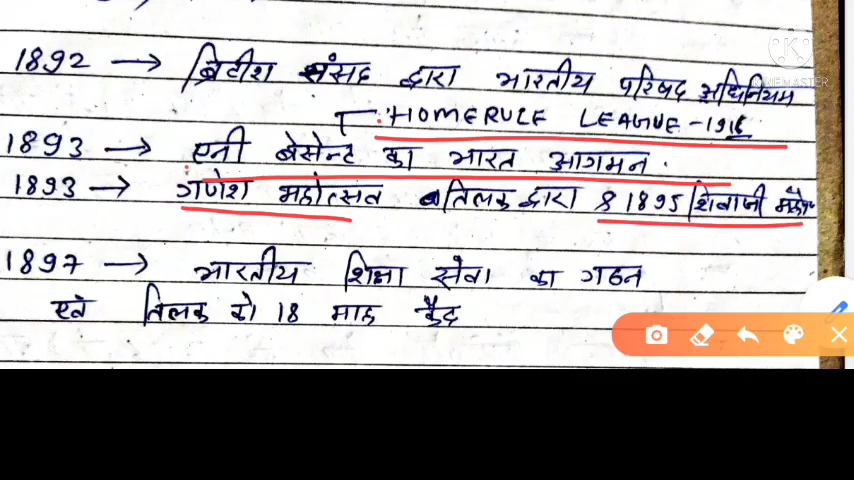 1892 → ब्रिटीश संसद द्वारा भारतीय परिषद अधिनियम
HOMERULE LEAGUE - 1916
1893 → एनी बेसेन्ट का भारत आगमन.
1893 → गणेश महोत्सव तिलक द्वारा & 1895 शिवाजी महो
1897 → भारतीय शिक्षा सेवा का गठन
एवं तिलक को 18 माह कैद